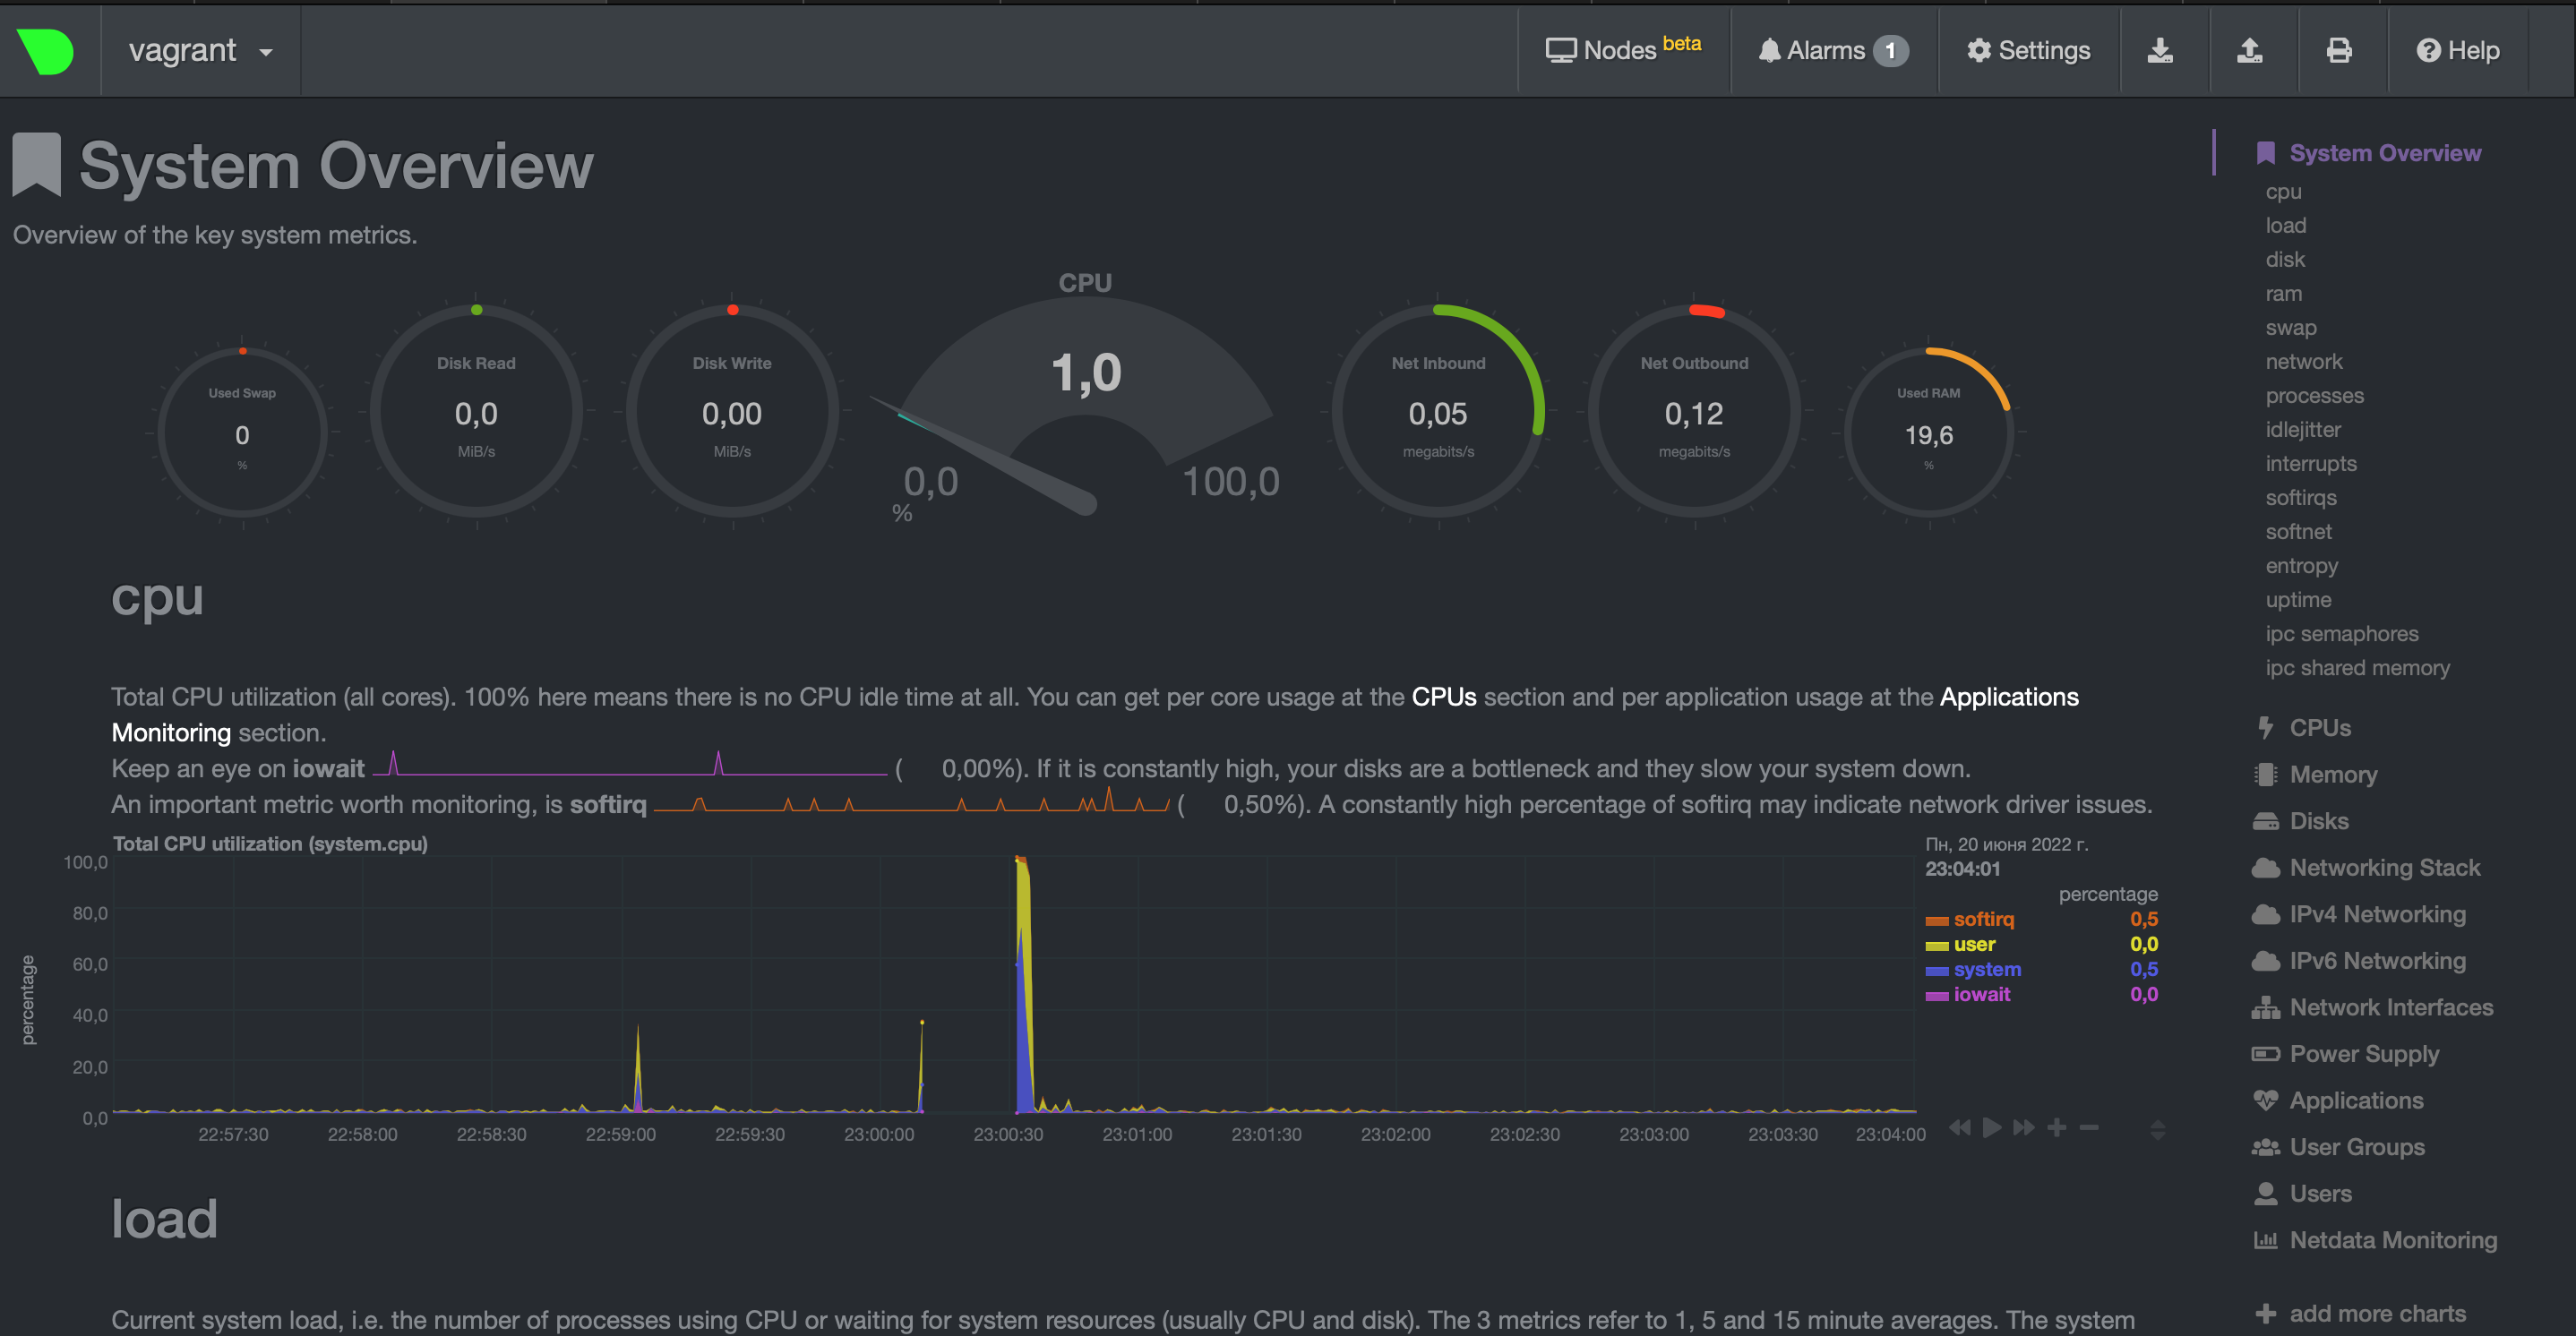 vagrant
Nodes beta
Alarms 1
Settings
Help
System Overview
Overview of the key system metrics.
Used Swap
0
%
Disk Read
0,0
MiB/s
Disk Write
0,00
MiB/s
CPU
1,0
0,0
100,0
%
Net Inbound
0,05
megabits/s
Net Outbound
0,12
megabits/s
Used RAM
19,6
%
cpu
Total CPU utilization (all cores). 100% here means there is no CPU idle time at all. You can get per core usage at the CPUs section and per application usage at the Applications
Monitoring section.
Keep an eye on iowait ( 0,00%). If it is constantly high, your disks are a bottleneck and they slow your system down.
An important metric worth monitoring, is softirq ( 0,50%). A constantly high percentage of softirq may indicate network driver issues.
Total CPU utilization (system.cpu)
percentage
100,0
80,0
60,0
40,0
20,0
0,0
22:57:30 22:58:00 22:58:30 22:59:00 22:59:30 23:00:00 23:00:30 23:01:00 23:01:30 23:02:00 23:02:30 23:03:00 23:03:30 23:04:00
Пн, 20 июня 2022 г.
23:04:01
percentage
softirq 0,5
user 0,0
system 0,5
iowait 0,0
load
Current system load, i.e. the number of processes using CPU or waiting for system resources (usually CPU and disk). The 3 metrics refer to 1, 5 and 15 minute averages. The system
System Overview
cpu
load
disk
ram
swap
network
processes
idlejitter
interrupts
softirqs
softnet
entropy
uptime
ipc semaphores
ipc shared memory
CPUs
Memory
Disks
Networking Stack
IPv4 Networking
IPv6 Networking
Network Interfaces
Power Supply
Applications
User Groups
Users
Netdata Monitoring
add more charts